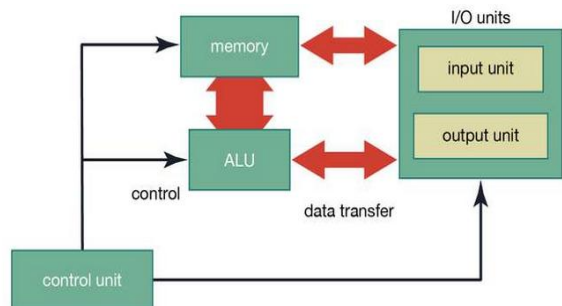 I/O units
memory
input unit
output unit
ALU
control
data transfer
control unit